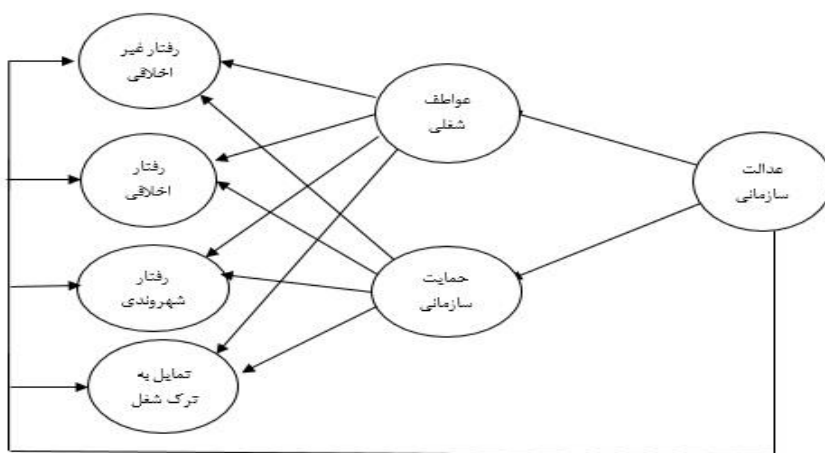 رفتار غیر
اخلاقی
عواطف
شغلی
عدالت
سازمانی
رفتار
اخلاقی
حمایت
سازمانی
رفتار
شهروندی
تمایل به
ترک شغل